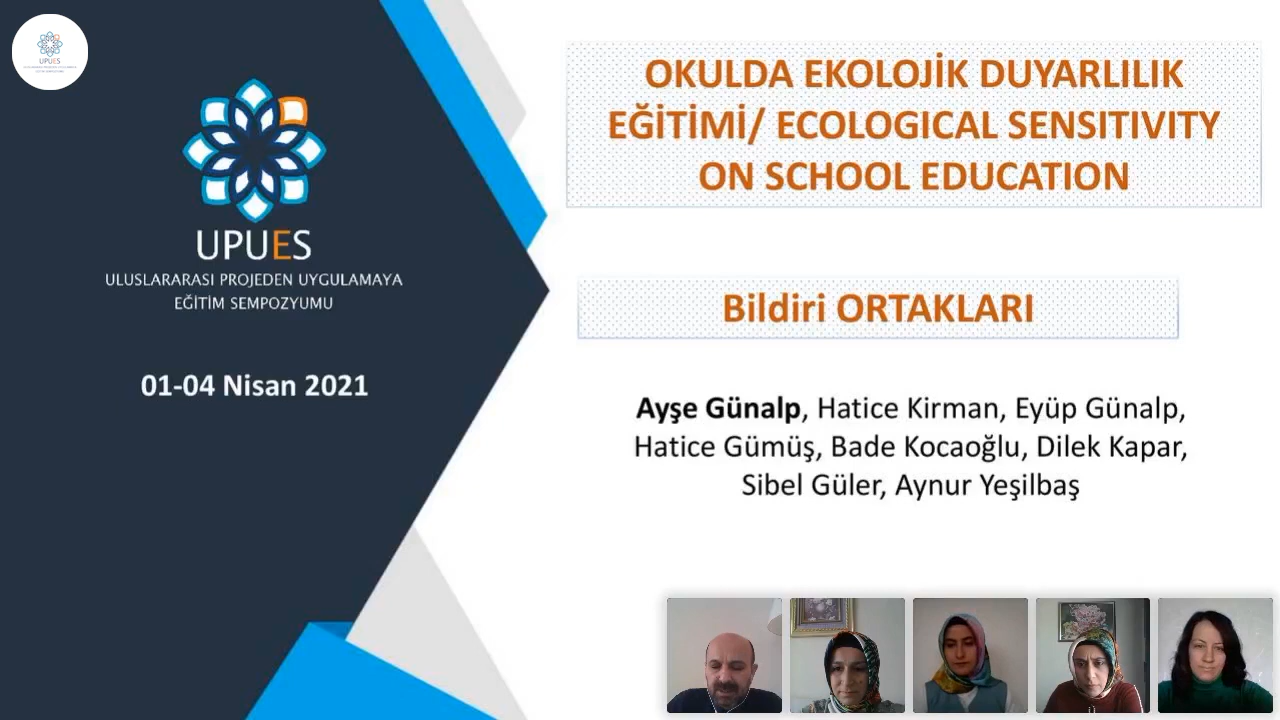 UPUES
ULUSLARARASI PROJEDEN UYGULAMAYA
EĞİTİM SEMPOZYUMU
01-04 Nisan 2021
OKULDA EKOLOJİK DUYARLILIK
EĞİTİMİ/ ECOLOGICAL SENSITIVITY
ON SCHOOL EDUCATION
Bildiri ORTAKLARI
Ayşe Günalp, Hatice Kirman, Eyüp Günalp,
Hatice Gümüş, Bade Kocaoğlu, Dilek Kapar,
Sibel Güler, Aynur Yeşilbaş